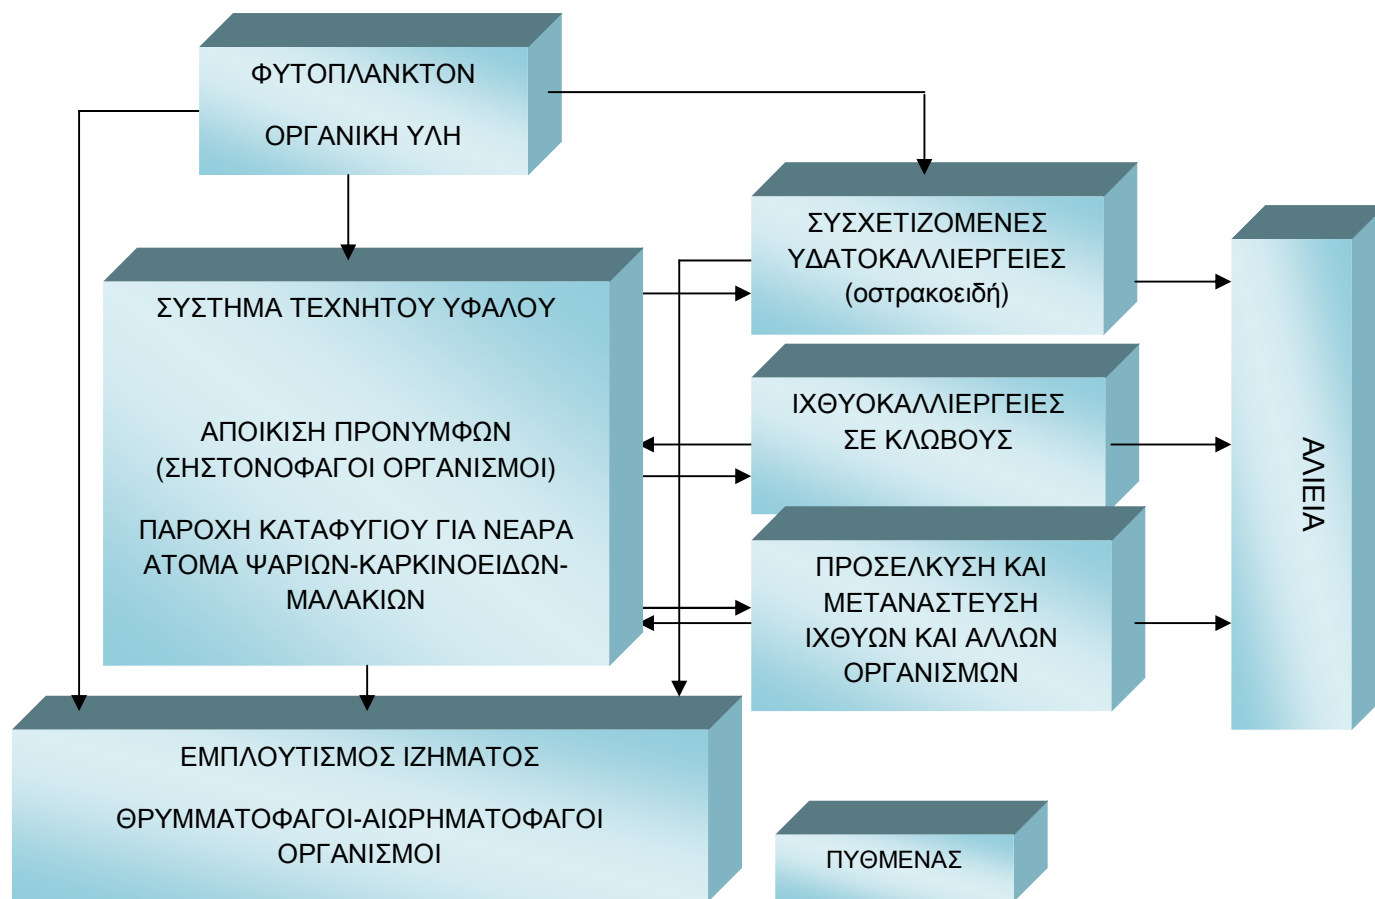 ΦΥΤΟΠΛΑΝΚΤΟΝ
ΟΡΓΑΝΙΚΗ ΥΛΗ
ΣΥΣΤΗΜΑ ΤΕΧΝΗΤΟΥ ΥΦΑΛΟΥ
ΑΠΟΙΚΙΣΗ ΠΡΟΝΥΜΦΩΝ
(ΣΗΣΤΟΝΟΦΑΓΟΙ ΟΡΓΑΝΙΣΜΟΙ)
ΠΑΡΟΧΗ ΚΑΤΑΦΥΓΙΟΥ ΓΙΑ ΝΕΑΡΑ
ΑΤΟΜΑ ΨΑΡΙΩΝ-ΚΑΡΚΙΝΟΕΙΔΩΝ-
ΜΑΛΑΚΙΩΝ
ΣΥΣΧΕΤΙΖΟΜΕΝΕΣ
ΥΔΑΤΟΚΑΛΛΙΕΡΓΕΙΕΣ
(οστρακοειδή)
ΙΧΘΥΟΚΑΛΛΙΕΡΓΕΙΕΣ
ΣΕ ΚΛΩΒΟΥΣ
ΠΡΟΣΕΛΚΥΣΗ ΚΑΙ
ΜΕΤΑΝΑΣΤΕΥΣΗ
ΙΧΘΥΩΝ ΚΑΙ ΑΛΛΩΝ
ΟΡΓΑΝΙΣΜΩΝ
ΑΛΙΕΙΑ
ΕΜΠΛΟΥΤΙΣΜΟΣ ΙΖΗΜΑΤΟΣ
ΘΡΥΜΜΑΤΟΦΑΓΟΙ-ΑΙΩΡΗΜΑΤΟΦΑΓΟΙ
ΟΡΓΑΝΙΣΜΟΙ
ΠΥΘΜΕΝΑΣ